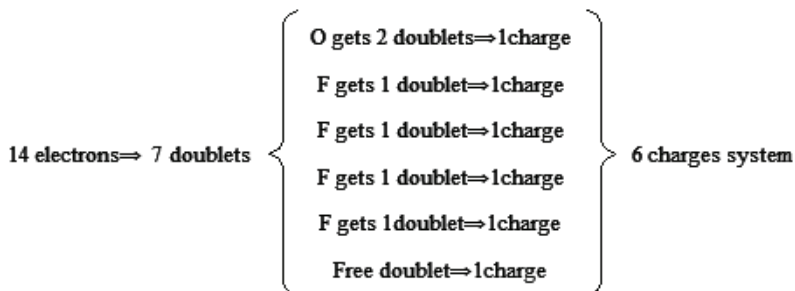 O gets 2 doublets⇒1charge
F gets 1 doublet⇒1charge
F gets 1 doublet⇒1charge
14 electrons⇒ 7 doublets
6 charges system
F gets 1 doublet⇒1charge
F gets 1doublet⇒1charge
Free doublet⇒1charge